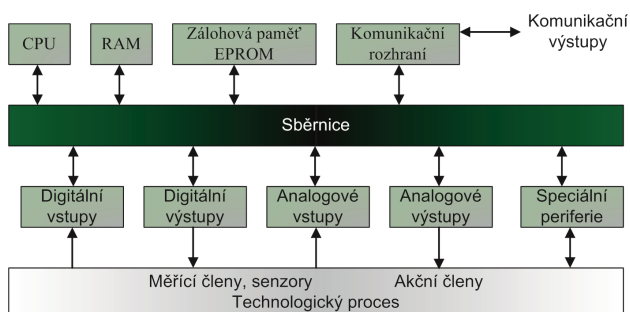 CPU
RAM
Zálohová paměť
EPROM
Komunikační
rozhraní
Komunikační
výstupy
Sběrnice
Digitální
vstupy
Digitální
výstupy
Analogové
vstupy
Analogové
výstupy
Speciální
periferie
Měřící členy, senzory
Akční členy
Technologický proces